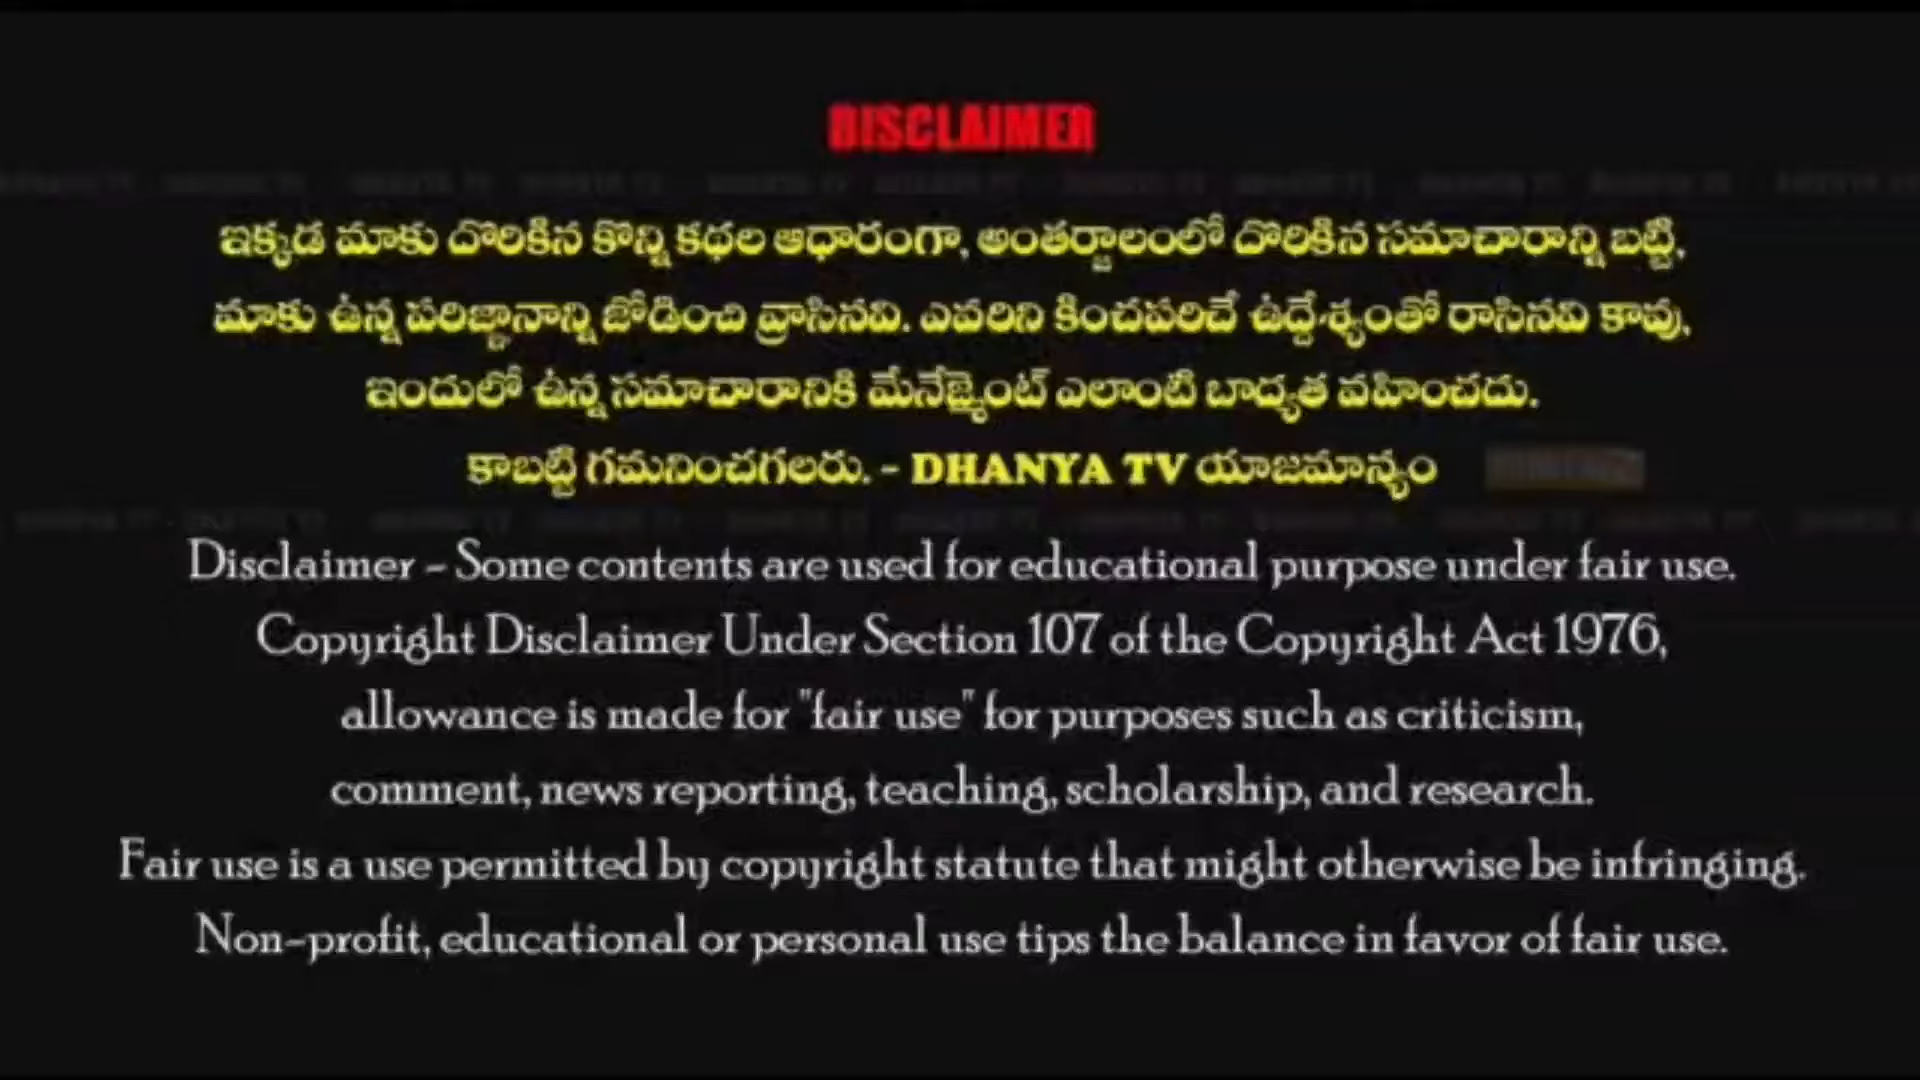 DISCLAIMER
ఇక్కడ మాకు దొరికిన కొన్ని కథల ఆధారంగా, అంతర్జాలంలో దొరికిన సమాచారాన్ని బట్టి,
మాకు ఉన్న పరిజ్ఞానాన్ని జోడించి వ్రాసినవి. ఎవరిని కించపరిచే ఉద్దేశ్యంతో రాసినవి కావు,
ఇందులో ఉన్న సమాచారానికి మేనేజ్మెంట్ ఎలాంటి బాధ్యత వహించదు.
కాబట్టి గమనించగలరు. - DHANYA TV యాజమాన్యం
Disclaimer - Some contents are used for educational purpose under fair use.
Copyright Disclaimer Under Section 107 of the Copyright Act 1976,
allowance is made for "fair use" for purposes such as criticism,
comment, news reporting, teaching, scholarship, and research.
Fair use is a use permitted by copyright statute that might otherwise be infringing.
Non-profit, educational or personal use tips the balance in favor of fair use.